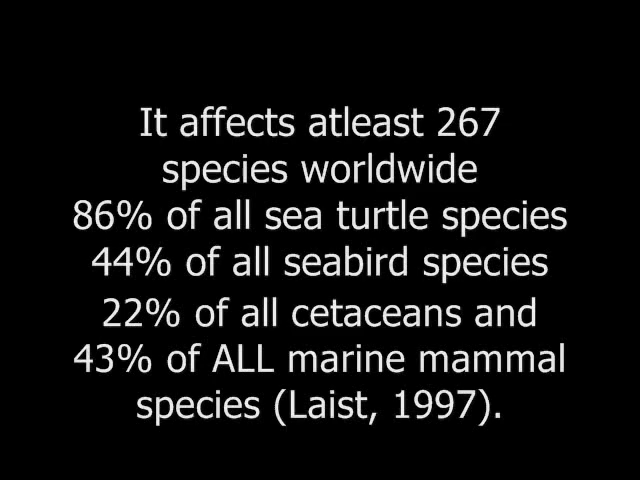 It affects atleast 267
species worldwide
86% of all sea turtle species
44% of all seabird species
22% of all cetaceans and
43% of ALL marine mammal
species (Laist, 1997).